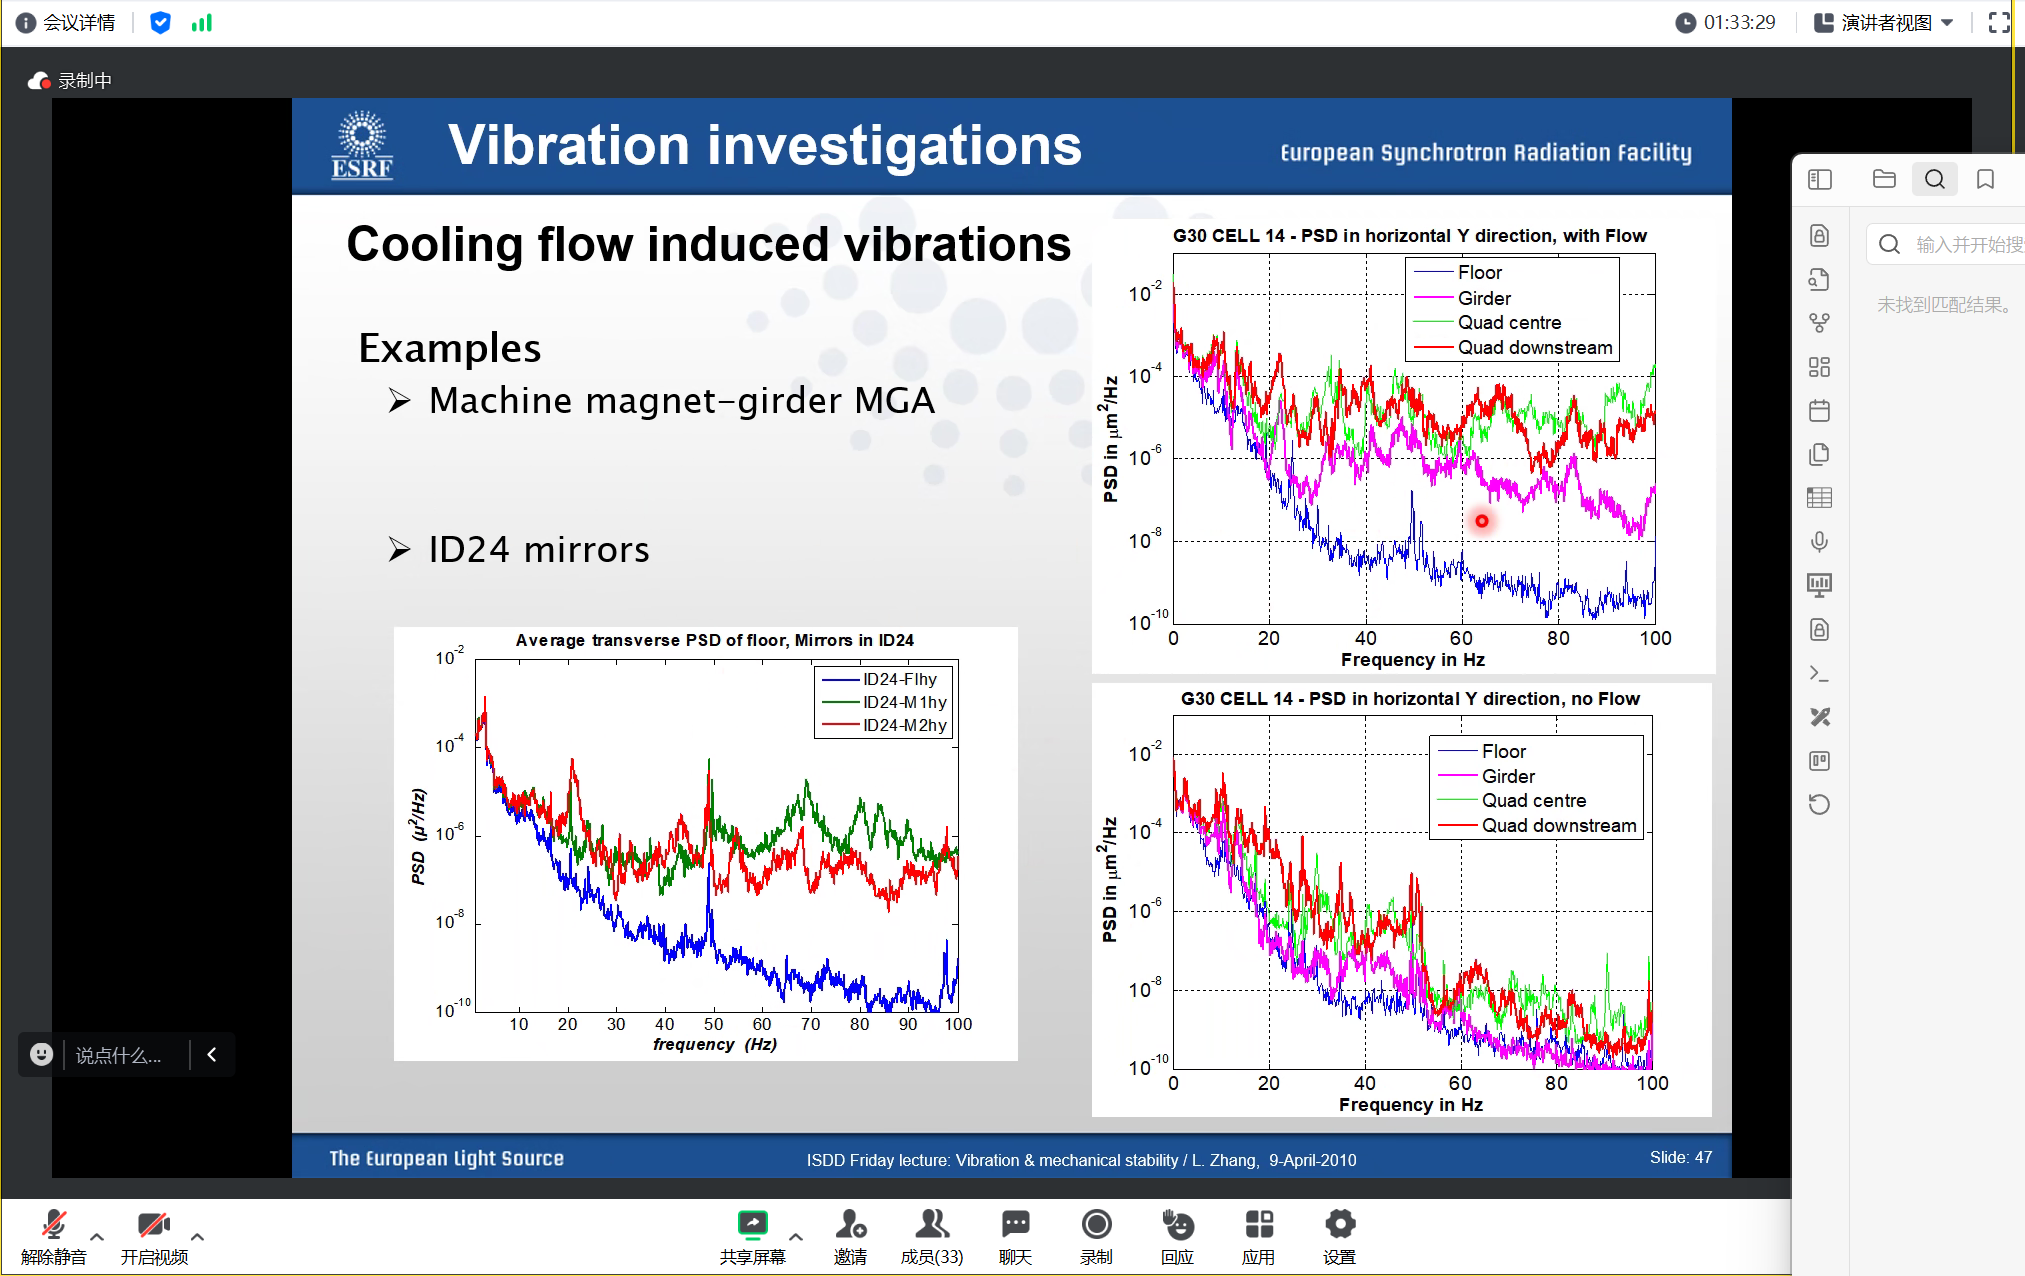 会议详情
01:33:29
演讲者视图
录制中
ESRF
Vibration investigations
European Synchrotron Radiation Facility
Cooling flow induced vibrations
Examples
➢ Machine magnet-girder MGA
➢ ID24 mirrors
G30 CELL 14 - PSD in horizontal Y direction, with Flow
Floor
Girder
Quad centre
Quad downstream
PSD in μm²/Hz
10⁻²
10⁻⁴
10⁻⁶
10⁻⁸
10⁻¹⁰
0 20 40 60 80 100
Frequency in Hz
Average transverse PSD of floor, Mirrors in ID24
ID24-Flhy
ID24-M1hy
ID24-M2hy
PSD (μ²/Hz)
10⁻²
10⁻⁴
10⁻⁶
10⁻⁸
10⁻¹⁰
10 20 30 40 50 60 70 80 90 100
frequency (Hz)
G30 CELL 14 - PSD in horizontal Y direction, no Flow
Floor
Girder
Quad centre
Quad downstream
PSD in μm²/Hz
10⁻²
10⁻⁴
10⁻⁶
10⁻⁸
10⁻¹⁰
0 20 40 60 80 100
Frequency in Hz
The European Light Source
ISDD Friday lecture: Vibration & mechanical stability / L. Zhang, 9-April-2010
Slide: 47
说点什么...
输入并开始搜
未找到匹配结果。
解除静音
开启视频
共享屏幕
邀请
成员(33)
聊天
录制
回应
应用
设置